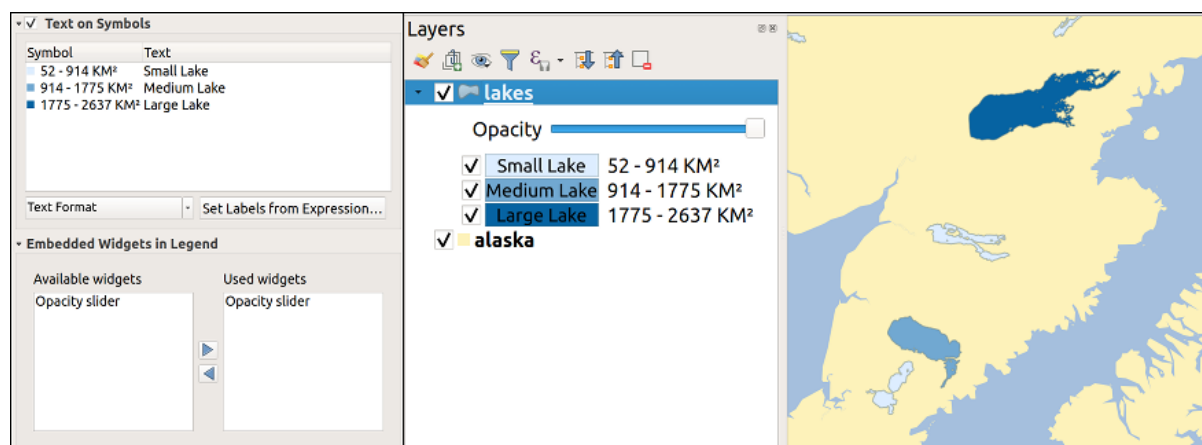 Text on Symbols
Symbol Text
52 - 914 KM² Small Lake
914 - 1775 KM² Medium Lake
1775 - 2637 KM² Large Lake
Text Format
Set Labels from Expression...
Embedded Widgets in Legend
Available widgets Used widgets
Opacity slider Opacity slider
Layers
lakes
Opacity
Small Lake 52 - 914 KM²
Medium Lake 914 - 1775 KM²
Large Lake 1775 - 2637 KM²
alaska